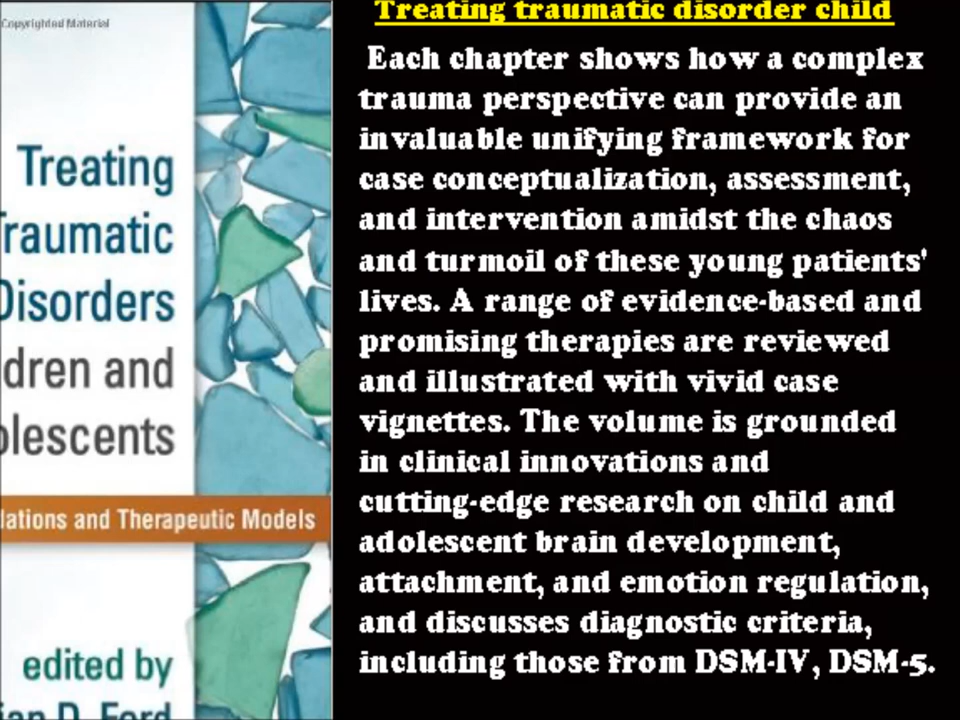 Copyrighted Material
Treating
Traumatic
Disorders
dren and
olescents
lations and Therapeutic Models
edited by
ian D. Ford
Treating traumatic disorder child
Each chapter shows how a complex
trauma perspective can provide an
invaluable unifying framework for
case conceptualization, assessment,
and intervention amidst the chaos
and turmoil of these young patients'
lives. A range of evidence-based and
promising therapies are reviewed
and illustrated with vivid case
vignettes. The volume is grounded
in clinical innovations and
cutting-edge research on child and
adolescent brain development,
attachment, and emotion regulation,
and discusses diagnostic criteria,
including those from DSM-IV, DSM-5.